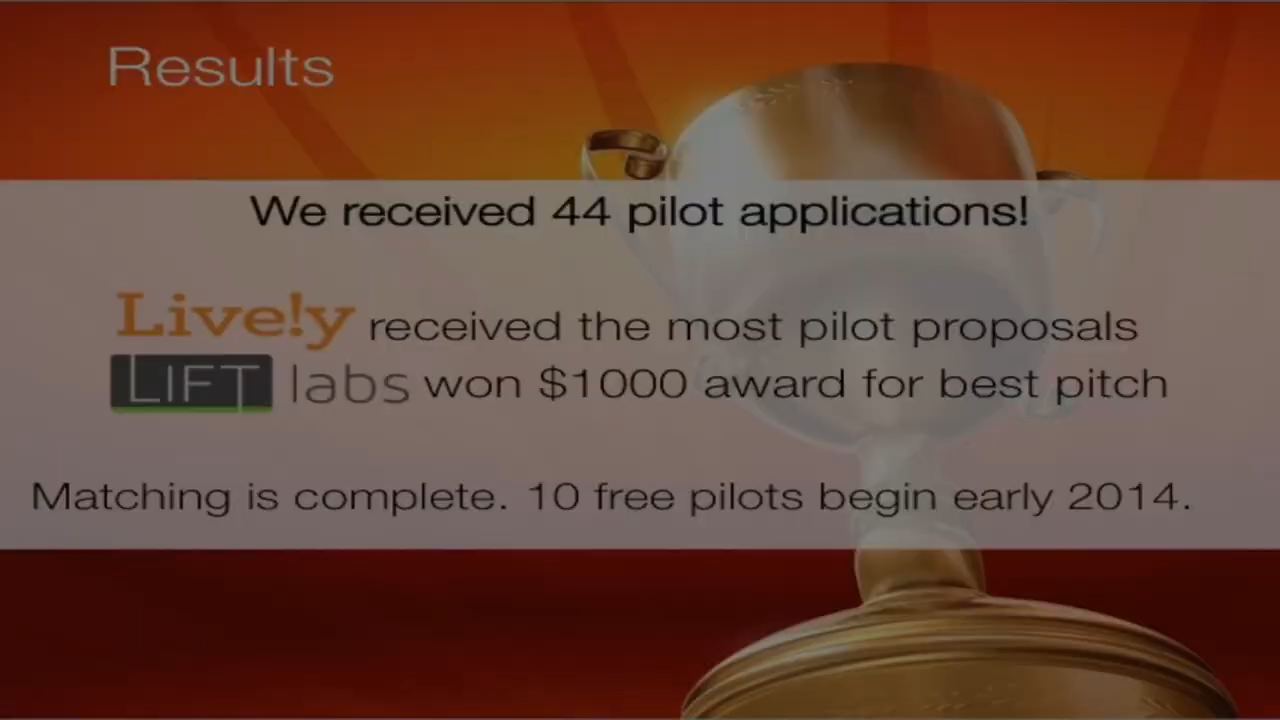 Results
We received 44 pilot applications!
Live!y received the most pilot proposals
LIFT labs won $1000 award for best pitch
Matching is complete. 10 free pilots begin early 2014.